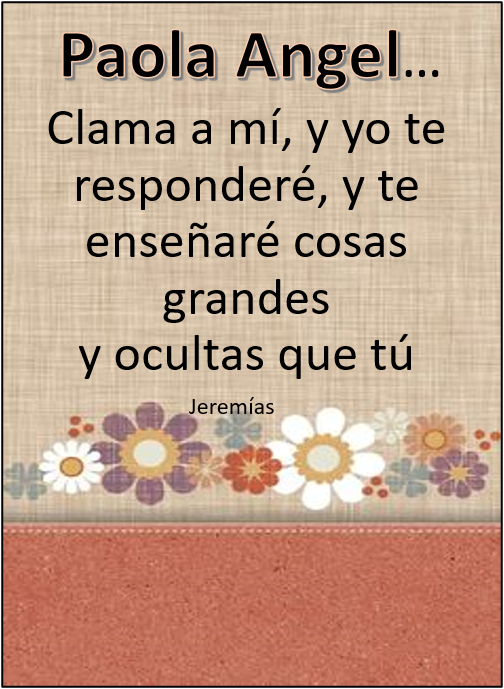 Paola Angel...
Clama a mí, y yo te
responderé, y te
enseñaré cosas
grandes
y ocultas que tú
Jeremías